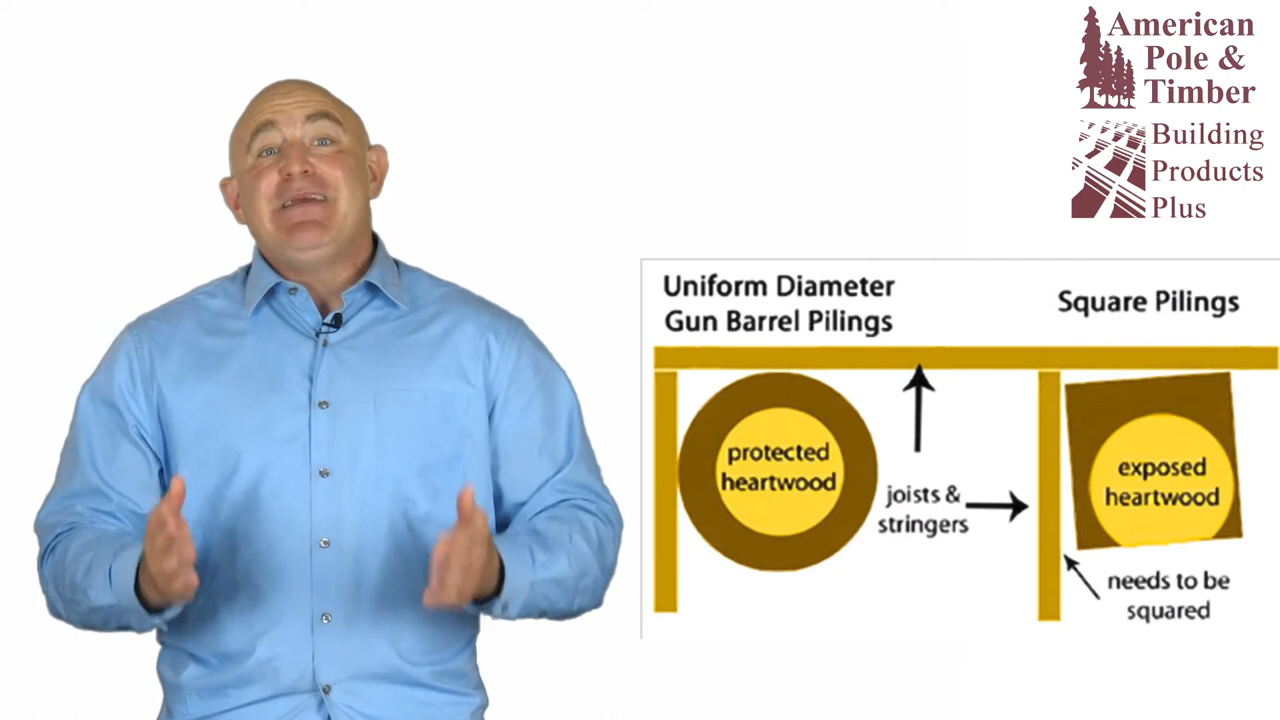 American
Pole &
Timber
Building
Products
Plus
Uniform Diameter
Gun Barrel Pilings
Square Pilings
protected
heartwood
joists &
stringers
exposed
heartwood
needs to be
squared